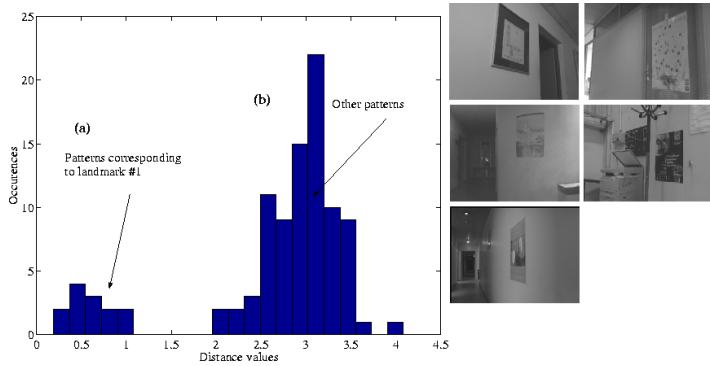 25
20
15
10
5
0
Occurences
(a)
Patterns corresponding
to landmark #1
(b)
Other patterns
0 0.5 1 1.5 2 2.5 3 3.5 4 4.5
Distance values